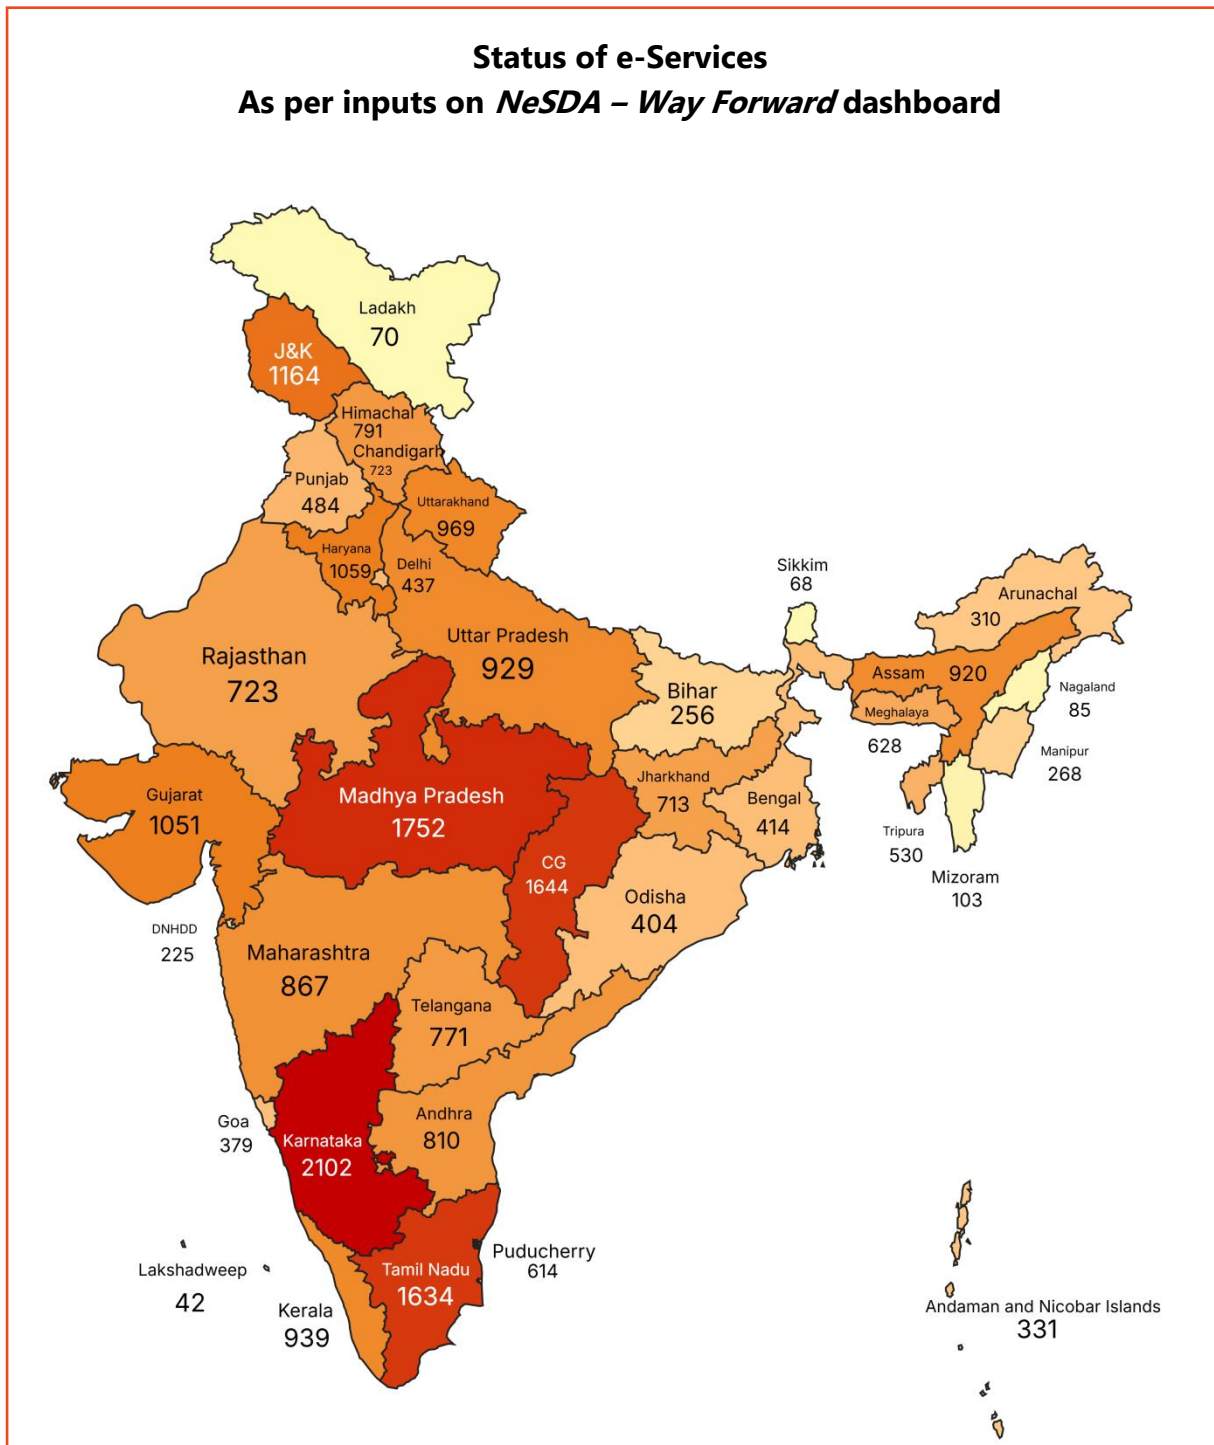 Status of e-Services
As per inputs on NeSDA – Way Forward dashboard
Ladakh
70
J&K
1164
Himachal
791
Chandigarh
723
Punjab
484
Uttarakhand
969
Haryana
1059
Delhi
437
Sikkim
68
Arunachal
310
Uttar Pradesh
929
Rajasthan
723
Bihar
256
Assam 920
Nagaland
85
Meghalaya
628
Manipur
268
Jharkhand
713
Gujarat
1051
Madhya Pradesh
1752
Bengal
414
Tripura
530
Mizoram
103
CG
1644
Odisha
404
DNHDD
225
Maharashtra
867
Telangana
771
Goa
379
Andhra
810
Karnataka
2102
Lakshadweep
42
Puducherry
614
Tamil Nadu
1634
Kerala
939
Andaman and Nicobar Islands
331